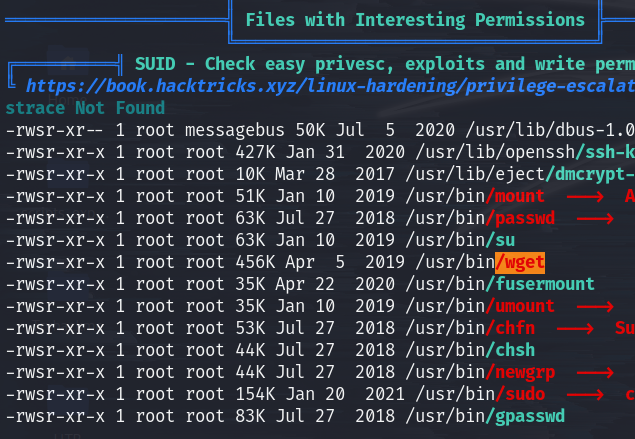 Files with Interesting Permissions
SUID - Check easy privesc, exploits and write perm
https://book.hacktricks.xyz/linux-hardening/privilege-escalat
strace Not Found
-rwsr-xr-- 1 root messagebus 50K Jul  5  2020 /usr/lib/dbus-1.0
-rwsr-xr-x 1 root root 427K Jan 31  2020 /usr/lib/openssh/ssh-k
-rwsr-xr-x 1 root root 10K Mar 28  2017 /usr/lib/eject/dmcrypt-
-rwsr-xr-x 1 root root 51K Jan 10  2019 /usr/bin/mount  --->  A
-rwsr-xr-x 1 root root 63K Jul 27  2018 /usr/bin/passwd  --->
-rwsr-xr-x 1 root root 63K Jan 10  2019 /usr/bin/su
-rwsr-xr-x 1 root root 456K Apr  5  2019 /usr/bin/wget
-rwsr-xr-x 1 root root 35K Apr 22  2020 /usr/bin/fusermount
-rwsr-xr-x 1 root root 35K Jan 10  2019 /usr/bin/umount  --->
-rwsr-xr-x 1 root root 53K Jul 27  2018 /usr/bin/chfn  --->  Su
-rwsr-xr-x 1 root root 44K Jul 27  2018 /usr/bin/chsh
-rwsr-xr-x 1 root root 44K Jul 27  2018 /usr/bin/newgrp  --->
-rwsr-xr-x 1 root root 154K Jan 20  2021 /usr/bin/sudo  --->  c
-rwsr-xr-x 1 root root 83K Jul 27  2018 /usr/bin/gpasswd